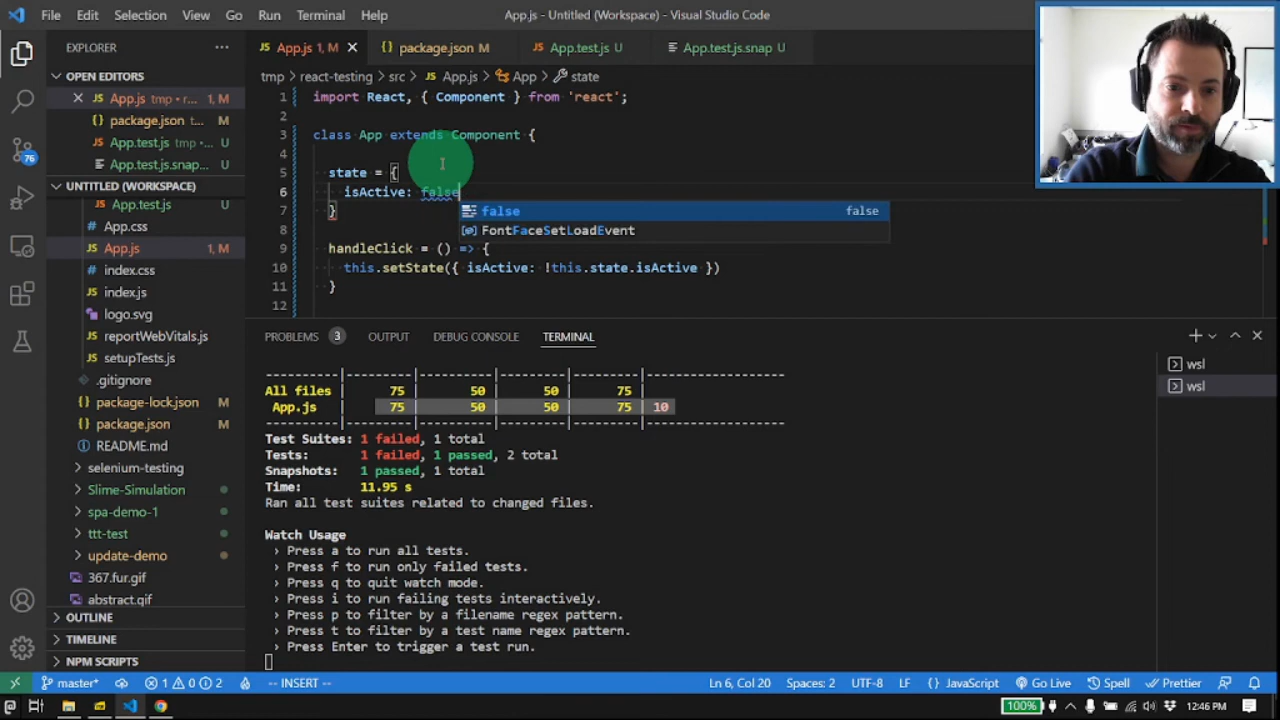 File Edit Selection View Go Run Terminal Help App.js - Untitled (Workspace) - Visual Studio Code
EXPLORER
OPEN EDITORS
App.js tmp • r... 1, M
package.json t... M
App.test.js tmp • ... U
App.test.js.snap... U
UNTITLED (WORKSPACE)
App.test.js U
App.css
App.js 1, M
index.css
index.js
logo.svg
reportWebVitals.js
setupTests.js
.gitignore
package-lock.json M
package.json M
README.md
selenium-testing
Slime-Simulation
spa-demo-1
ttt-test
update-demo
367.fur.gif
abstract.gif
OUTLINE
TIMELINE
NPM SCRIPTS
76
App.js 1, M package.json M App.test.js U App.test.js.snap U
tmp > react-testing > src > App.js > App > state
1 import React, { Component } from 'react';
2
3 class App extends Component {
4
5 state = {
6 isActive: false
7 }
false false
FontFaceSetLoadEvent
8
9 handleClick = () => {
10 this.setState({ isActive: !this.state.isActive })
11 }
12
PROBLEMS 3 OUTPUT DEBUG CONSOLE TERMINAL
wsl
wsl
----------|---------|----------|---------|---------|-------------------
All files | 75 | 50 | 50 | 75 |
App.js | 75 | 50 | 50 | 75 | 10
----------|---------|----------|---------|---------|-------------------
Test Suites: 1 failed, 1 total
Tests: 1 failed, 1 passed, 2 total
Snapshots: 1 passed, 1 total
Time: 11.95 s
Ran all test suites related to changed files.
Watch Usage
› Press a to run all tests.
› Press f to run only failed tests.
› Press q to quit watch mode.
› Press i to run failing tests interactively.
› Press p to filter by a filename regex pattern.
› Press t to filter by a test name regex pattern.
› Press Enter to trigger a test run.
master* 1 0 2 -- INSERT -- Ln 6, Col 20 Spaces: 2 UTF-8 LF {} JavaScript Go Live Spell Prettier
100% 12:46 PM